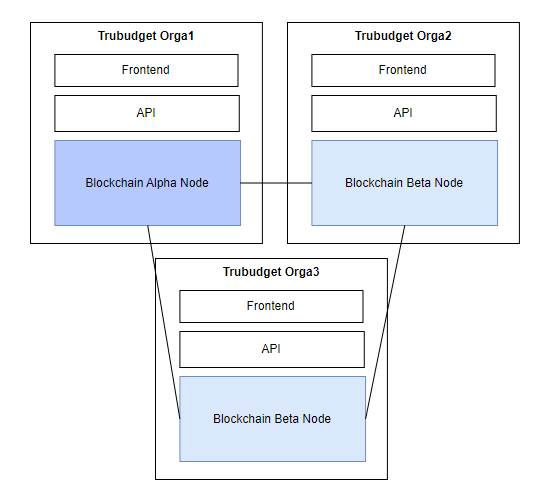 Trubudget Orga1
Frontend
API
Blockchain Alpha Node
Trubudget Orga2
Frontend
API
Blockchain Beta Node
Trubudget Orga3
Frontend
API
Blockchain Beta Node